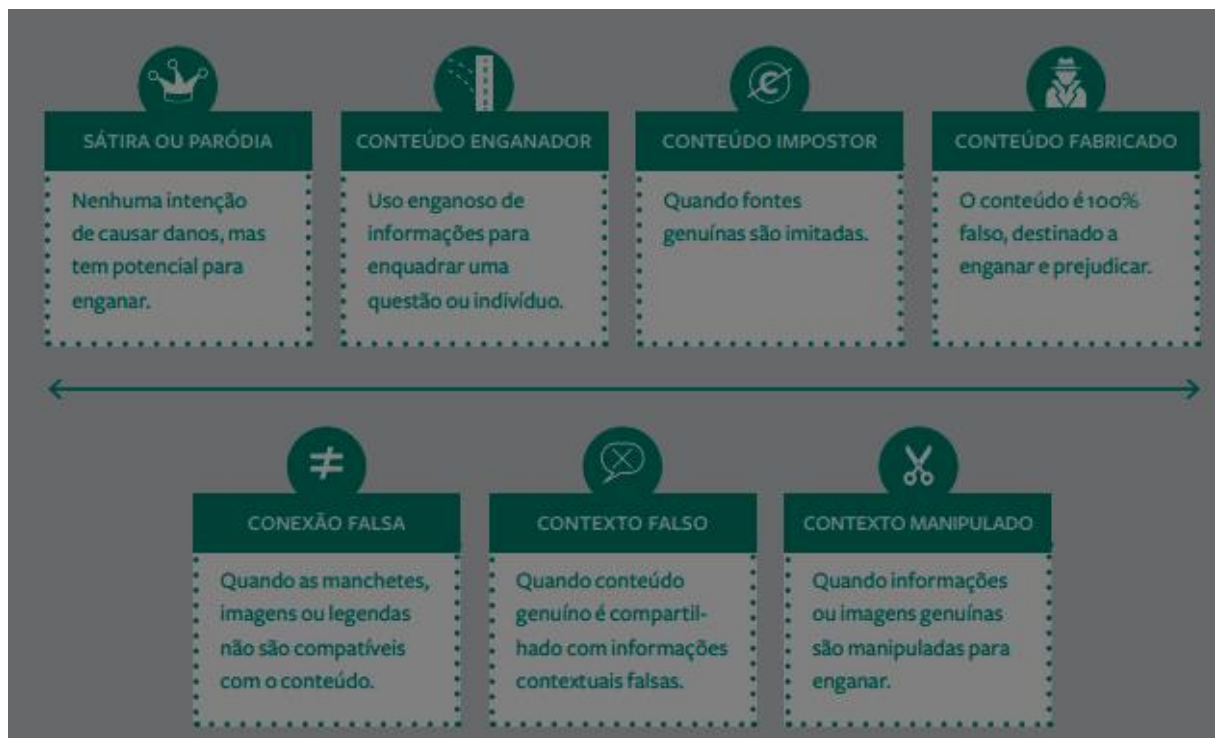 SÁTIRA OU PARÓDIA
Nenhuma intenção
de causar danos, mas
tem potencial para
enganar.
CONTEÚDO ENGANADOR
Uso enganoso de
informações para
enquadrar uma
questão ou indivíduo.
CONTEÚDO IMPOSTOR
Quando fontes
genuínas são imitadas.
CONTEÚDO FABRICADO
O conteúdo é 100%
falso, destinado a
enganar e prejudicar.
CONEXÃO FALSA
Quando as manchetes,
imagens ou legendas
não são compatíveis
com o conteúdo.
CONTEXTO FALSO
Quando conteúdo
genuíno é compartil-
hado com informações
contextuais falsas.
CONTEXTO MANIPULADO
Quando informações
ou imagens genuínas
são manipuladas para
enganar.